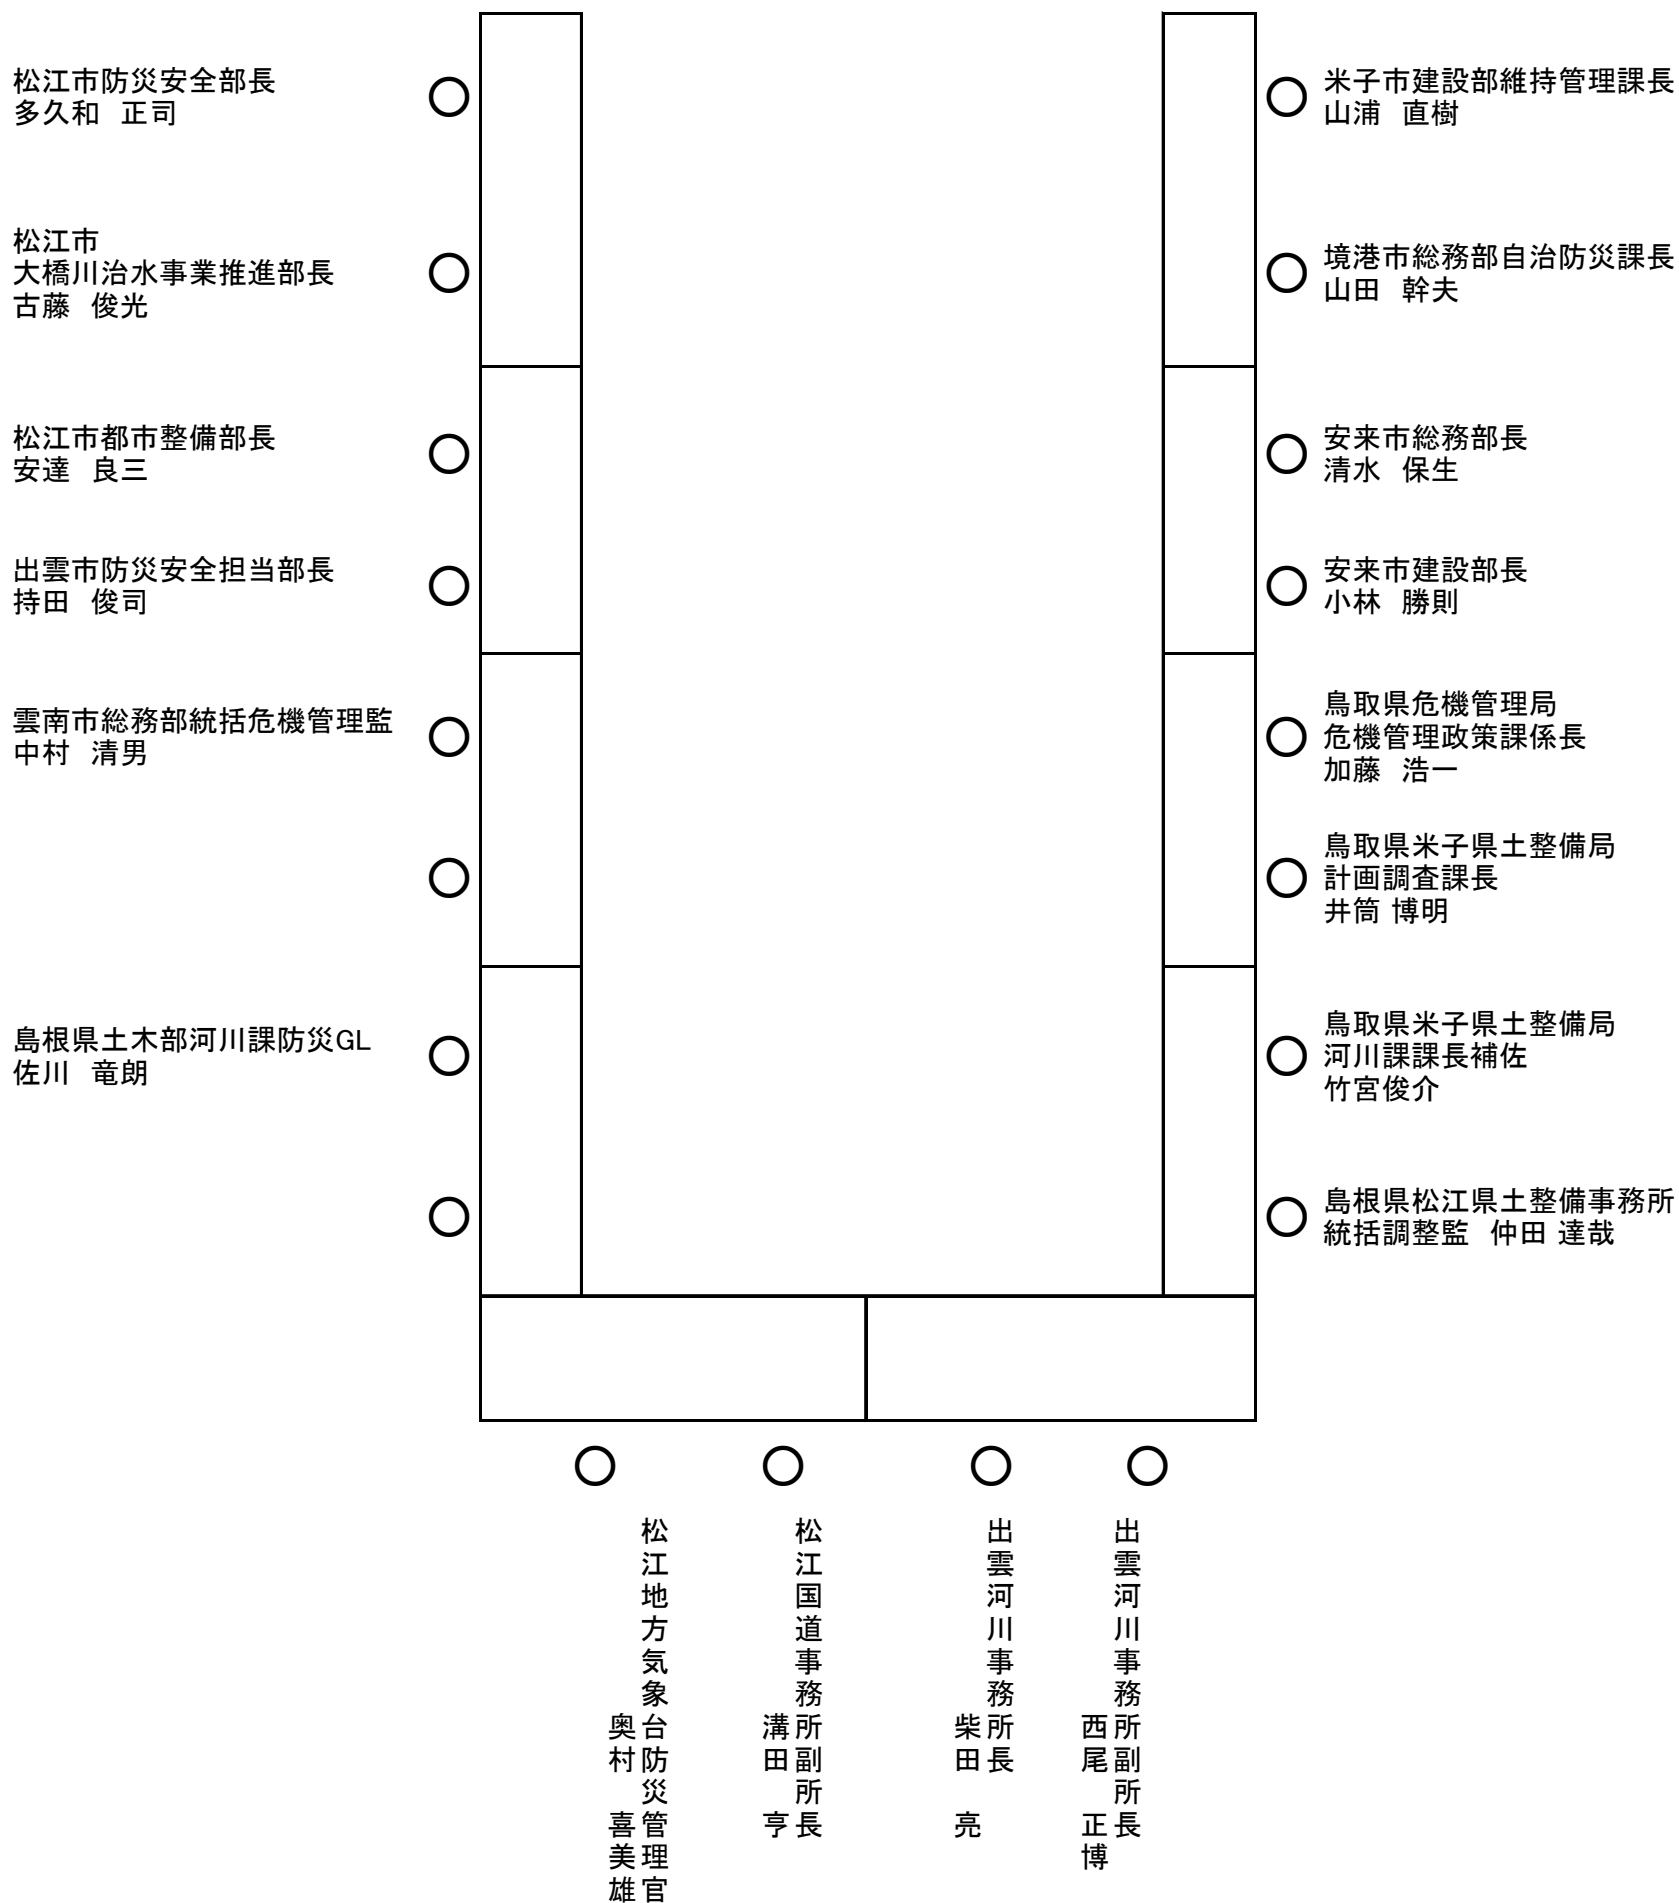 松江市防災安全部長
多久和　正司
松江市
大橋川治水事業推進部長
古藤　俊光
松江市都市整備部長
安達　良三
出雲市防災安全担当部長
持田　俊司
雲南市総務部統括危機管理監
中村　清男
島根県土木部河川課防災GL
佐川　竜朗
米子市建設部維持管理課長
山浦　直樹
境港市総務部自治防災課長
山田　幹夫
安来市総務部長
清水　保生
安来市建設部長
小林　勝則
鳥取県危機管理局
危機管理政策課係長
加藤　浩一
鳥取県米子県土整備局
計画調査課長
井筒 博明
鳥取県米子県土整備局
河川課課長補佐
竹宮俊介
島根県松江県土整備事務所
統括調整監　仲田 達哉
松江地方気象台防災管理官
奥村　喜美雄
松江国道事務所副所長
溝田　亨
出雲河川事務所長
柴田　亮
出雲河川事務所副所長
西尾　正博